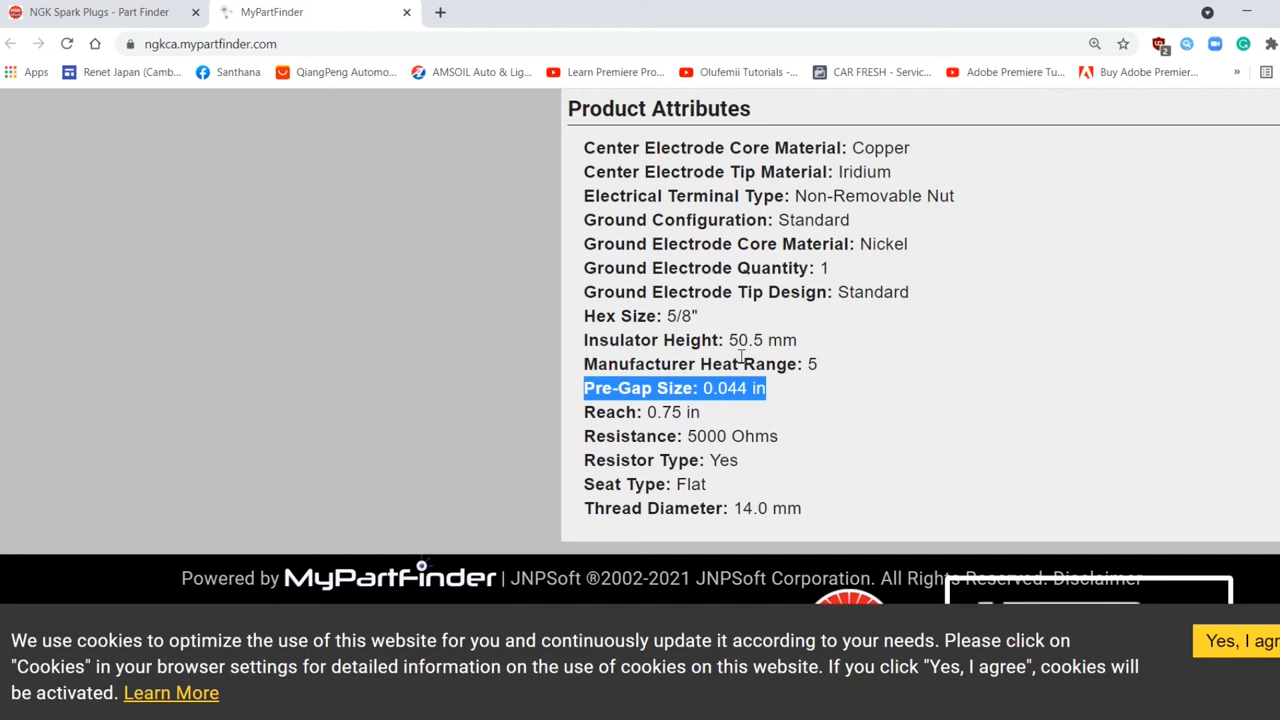 NGK Spark Plugs - Part Finder
MyPartFinder
ngkca.mypartfinder.com
2
Apps
Renet Japan (Camb...
Santhana
QiangPeng Automo...
AMSOIL Auto & Lig...
Learn Premiere Pro...
Olufemii Tutorials -...
CAR FRESH - Servic...
Adobe Premiere Tu...
Buy Adobe Premier...
»
Product Attributes
Center Electrode Core Material: Copper
Center Electrode Tip Material: Iridium
Electrical Terminal Type: Non-Removable Nut
Ground Configuration: Standard
Ground Electrode Core Material: Nickel
Ground Electrode Quantity: 1
Ground Electrode Tip Design: Standard
Hex Size: 5/8"
Insulator Height: 50.5 mm
Manufacturer Heat Range: 5
Pre-Gap Size: 0.044 in
Reach: 0.75 in
Resistance: 5000 Ohms
Resistor Type: Yes
Seat Type: Flat
Thread Diameter: 14.0 mm
Powered by MyPartFinder | JNPSoft ®2002-2021 JNPSoft Corporation. All Rights Reserved. Disclaimer
We use cookies to optimize the use of this website for you and continuously update it according to your needs. Please click on
"Cookies" in your browser settings for detailed information on the use of cookies on this website. If you click "Yes, I agree", cookies will
be activated. Learn More
Yes, I agr